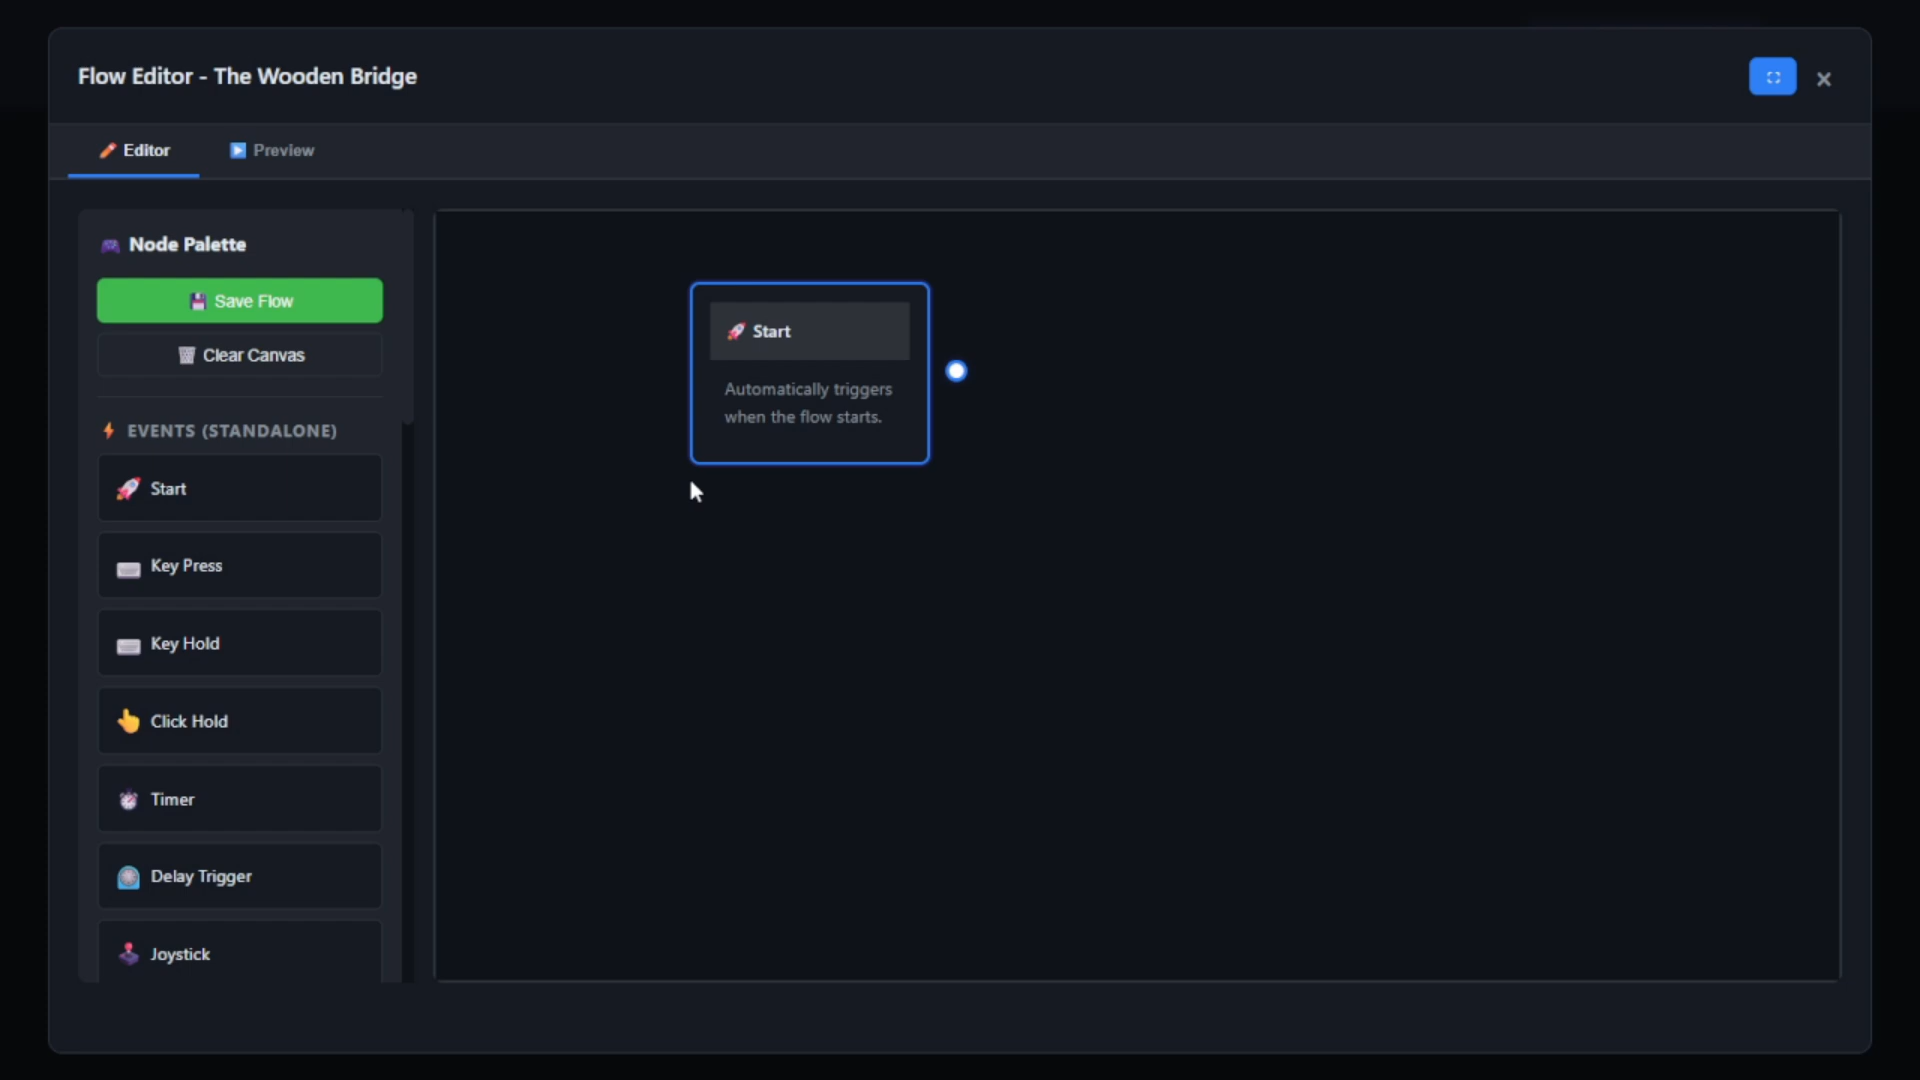 Flow Editor - The Wooden Bridge
Editor
Preview
Node Palette
Save Flow
Clear Canvas
EVENTS (STANDALONE)
Start
Key Press
Key Hold
Click Hold
Timer
Delay Trigger
Joystick
Start
Automatically triggers
when the flow starts.